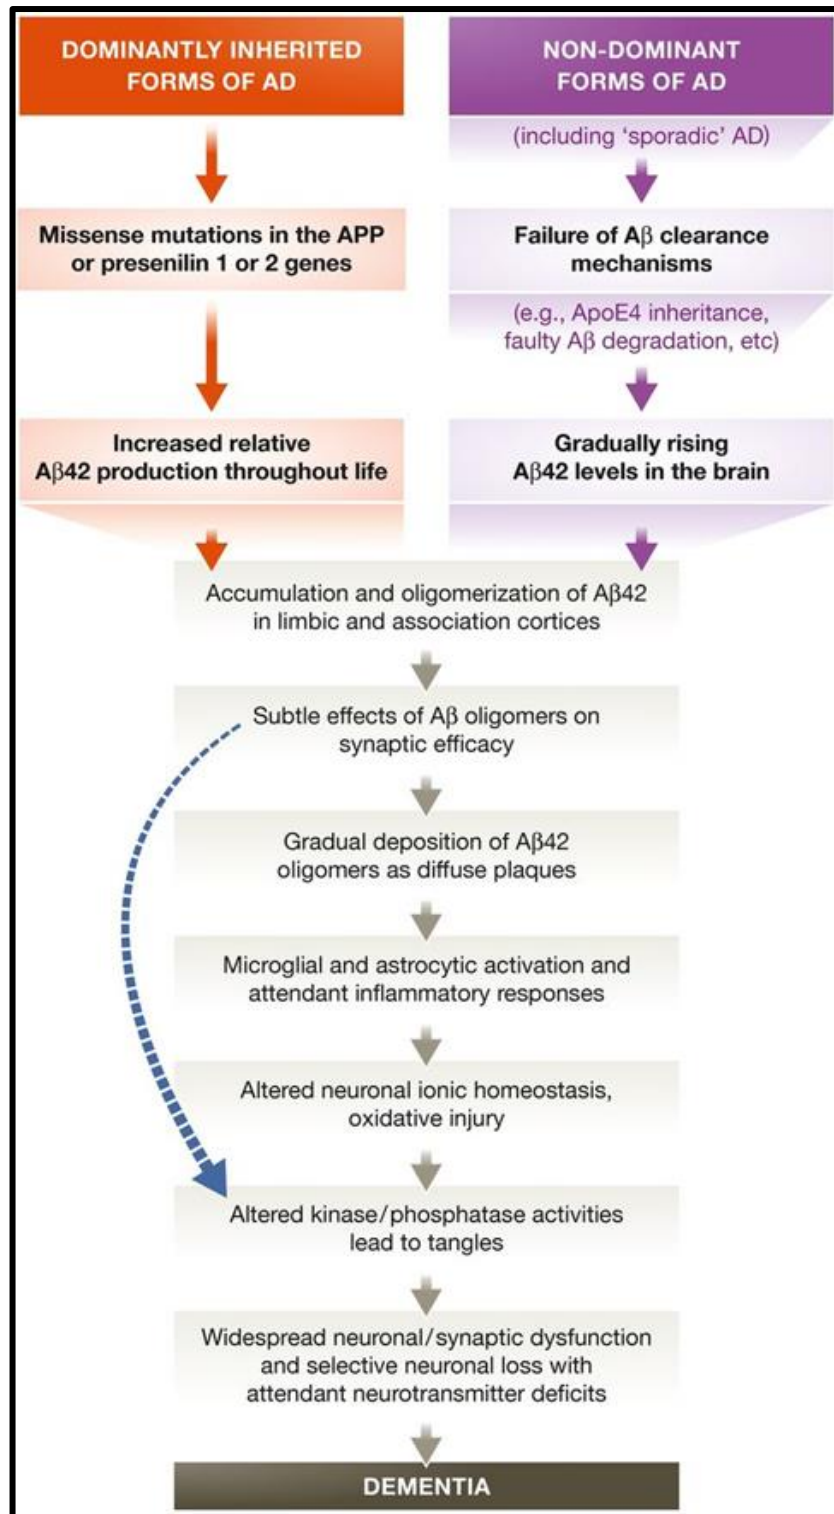 DOMINANTLY INHERITED
FORMS OF AD
Missense mutations in the APP
or presenilin 1 or 2 genes
Increased relative
Aβ42 production throughout life
NON-DOMINANT
FORMS OF AD
(including ‘sporadic’ AD)
Failure of Aβ clearance
mechanisms
(e.g., ApoE4 inheritance,
faulty Aβ degradation, etc)
Gradually rising
Aβ42 levels in the brain
Accumulation and oligomerization of Aβ42
in limbic and association cortices
Subtle effects of Aβ oligomers on
synaptic efficacy
Gradual deposition of Aβ42
oligomers as diffuse plaques
Microglial and astrocytic activation and
attendant inflammatory responses
Altered neuronal ionic homeostasis,
oxidative injury
Altered kinase/phosphatase activities
lead to tangles
Widespread neuronal/synaptic dysfunction
and selective neuronal loss with
attendant neurotransmitter deficits
DEMENTIA